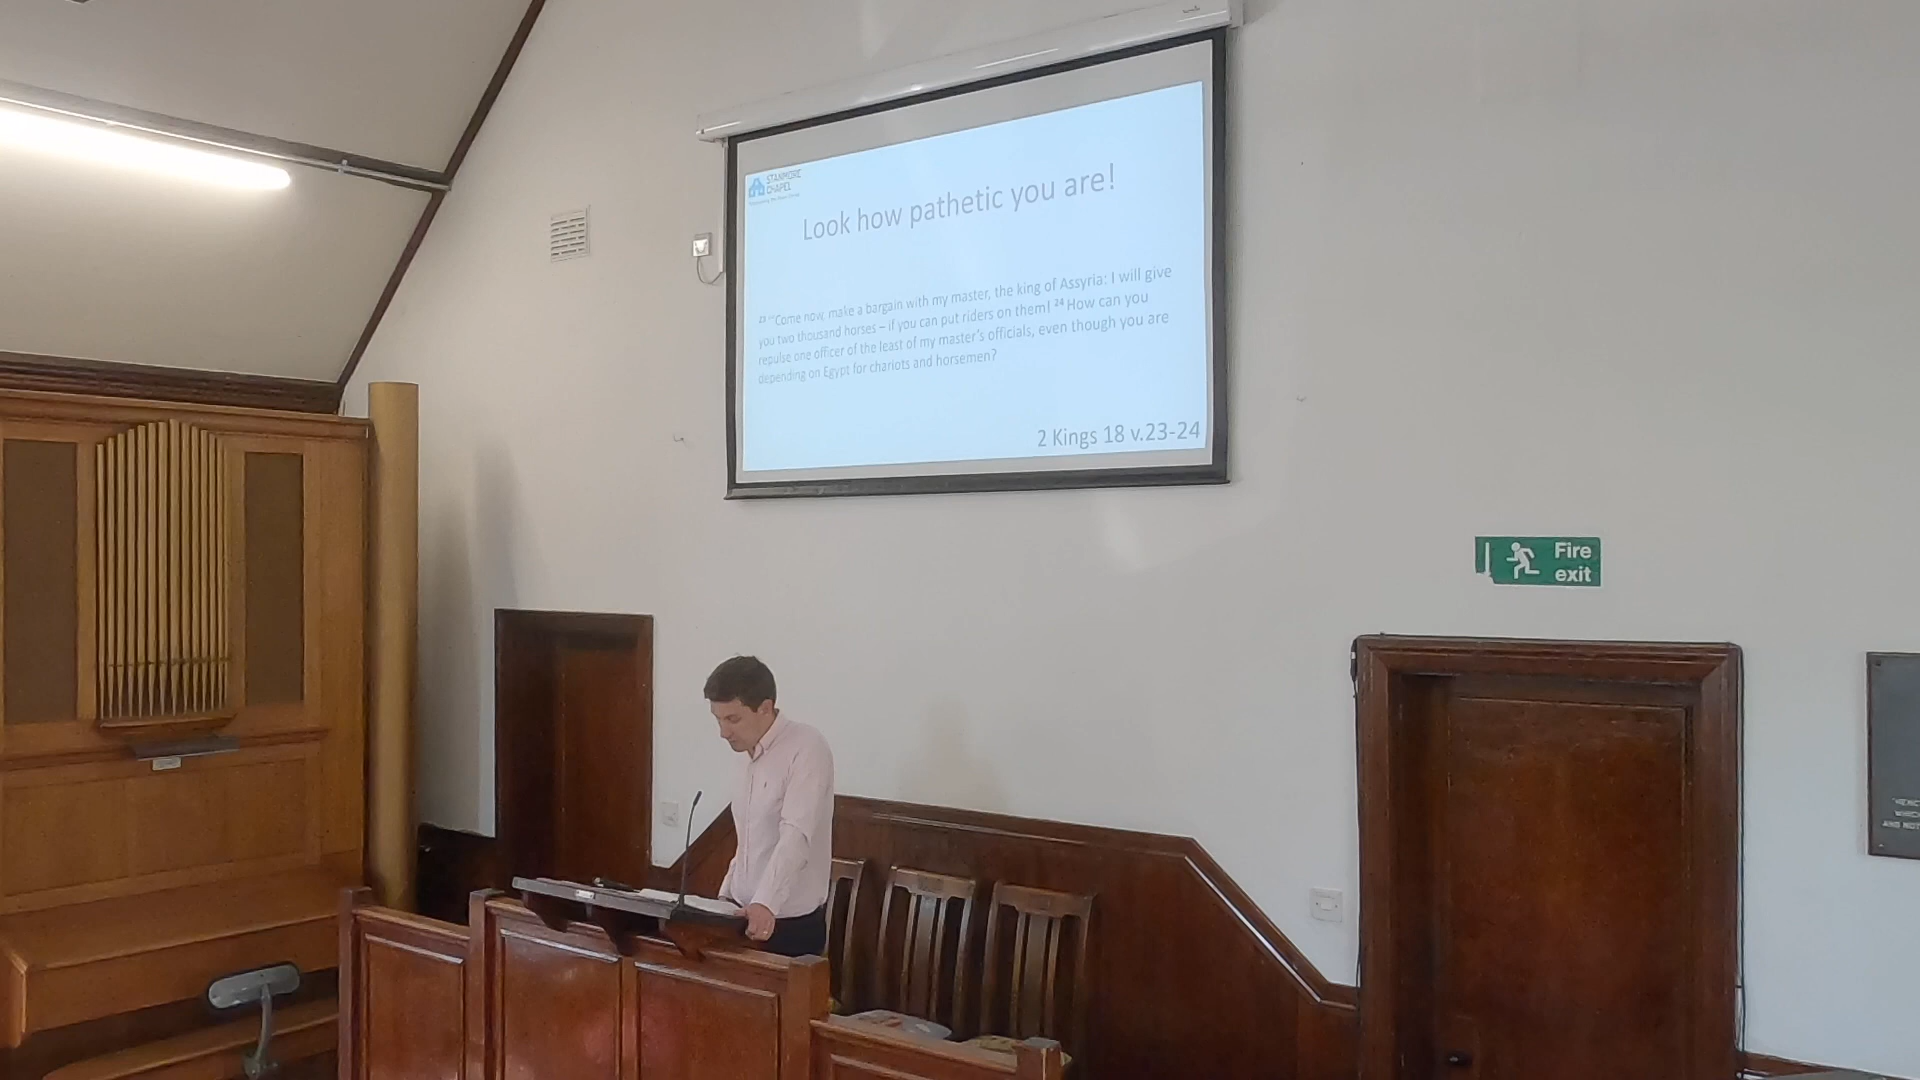 STANMORE
CHAPEL
Look how pathetic you are!
23 “‘Come now, make a bargain with my master, the king of Assyria: I will give
you two thousand horses – if you can put riders on them! 24 How can you
repulse one officer of the least of my master’s officials, even though you are
depending on Egypt for chariots and horsemen?
2 Kings 18 v.23-24
Fire
exit
AND NOT